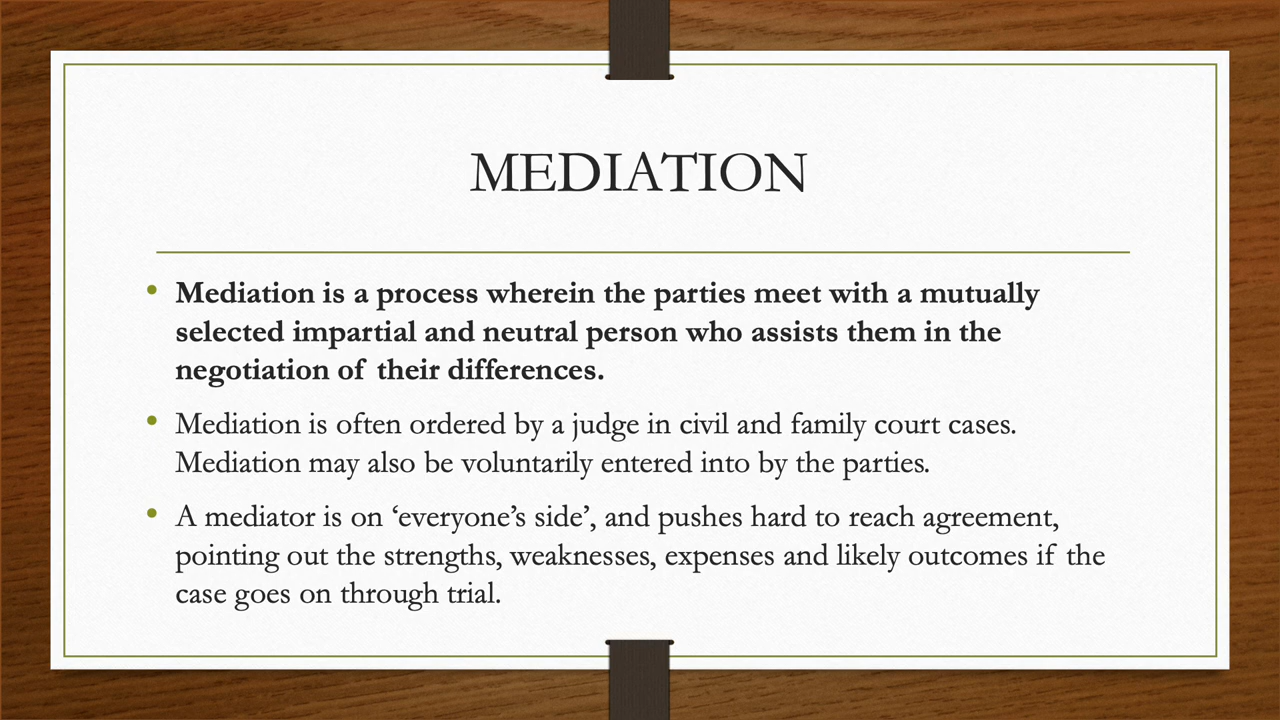 MEDIATION
• Mediation is a process wherein the parties meet with a mutually
selected impartial and neutral person who assists them in the
negotiation of their differences.
• Mediation is often ordered by a judge in civil and family court cases.
Mediation may also be voluntarily entered into by the parties.
• A mediator is on ‘everyone’s side’, and pushes hard to reach agreement,
pointing out the strengths, weaknesses, expenses and likely outcomes if the
case goes on through trial.